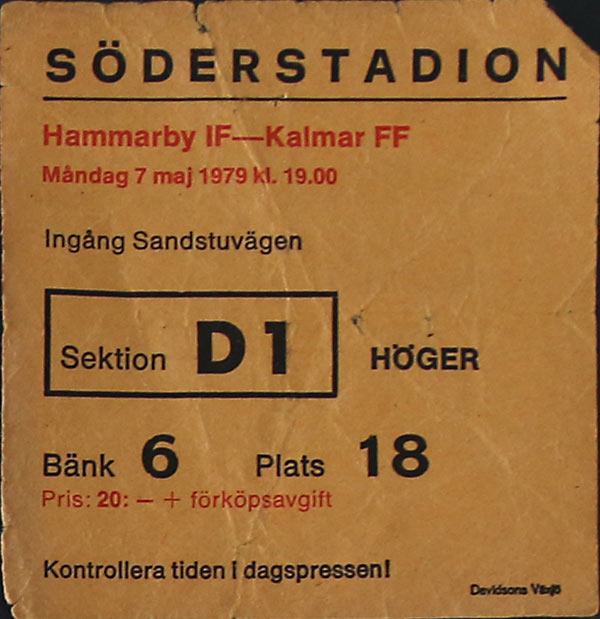 SÖDERSTADION
Hammarby IF—Kalmar FF
Måndag 7 maj 1979 kl. 19.00
Ingång Sandstuvägen
Sektion D1 HÖGER
Bänk 6 Plats 18
Pris: 20: — + förköpsavgift
Kontrollera tiden i dagspressen!
Davidsons Växjö